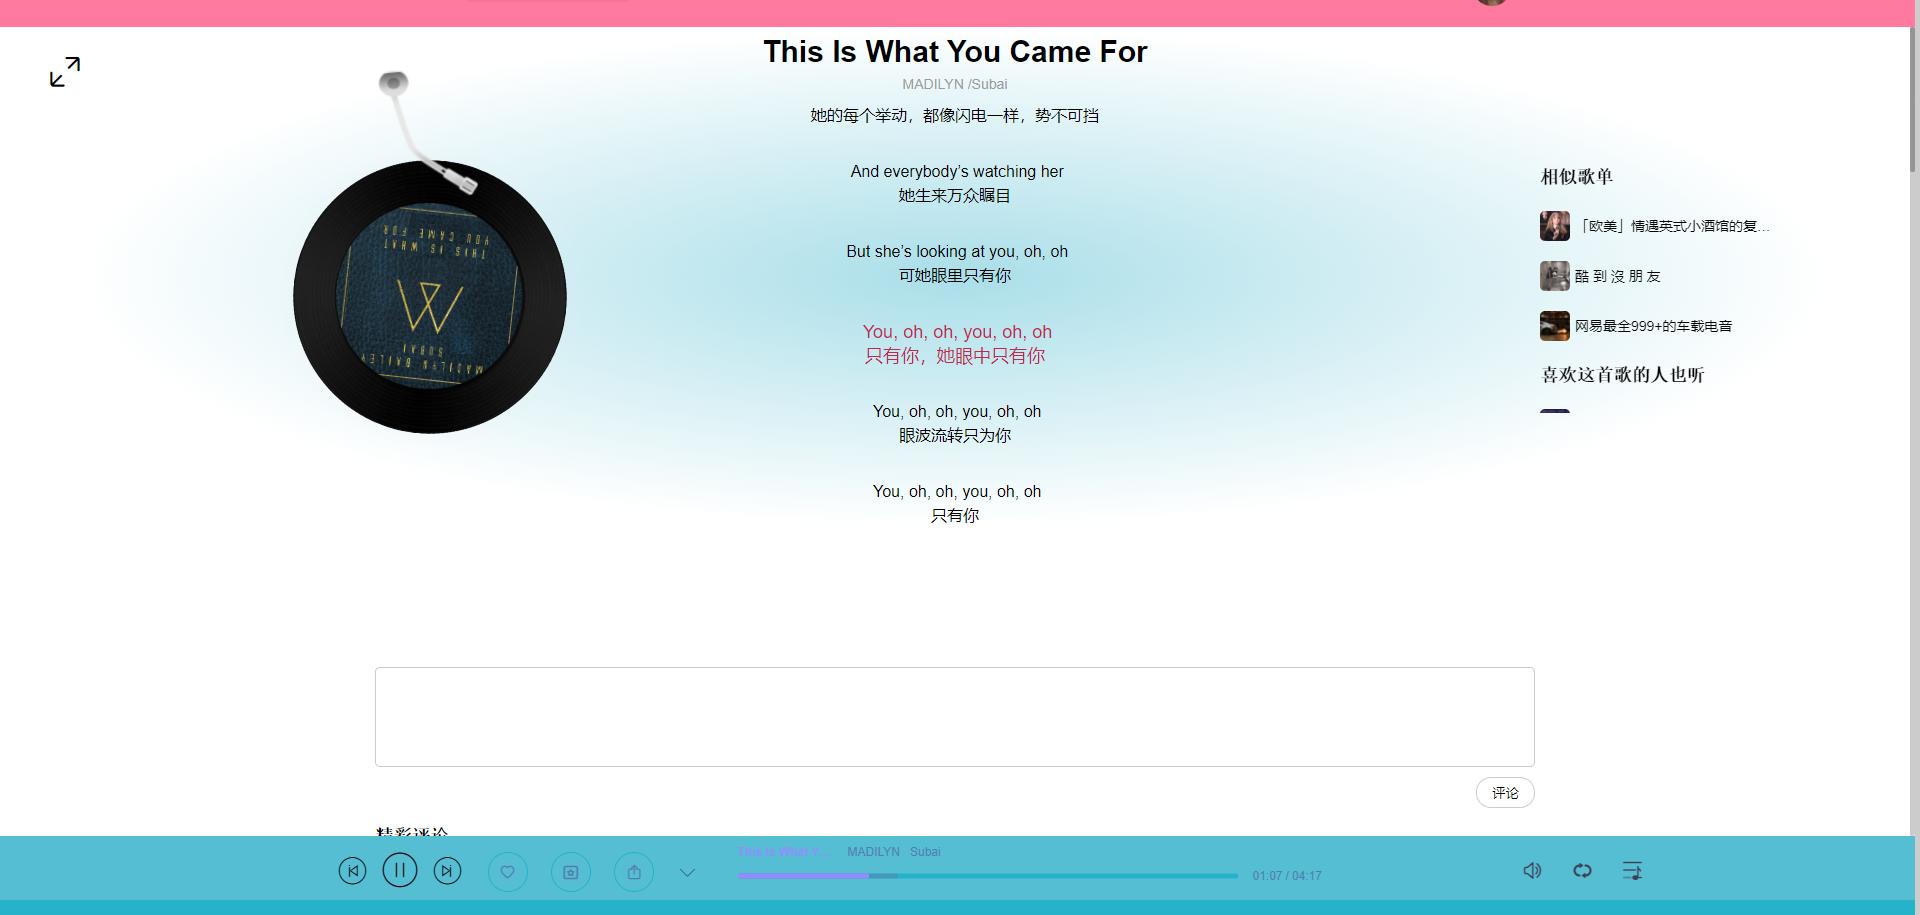 This Is What You Came For
MADILYN /Subai
她的每个举动，都像闪电一样，势不可挡
And everybody’s watching her
她生来万众瞩目
But she’s looking at you, oh, oh
可她眼里只有你
You, oh, oh, you, oh, oh
只有你，她眼中只有你
You, oh, oh, you, oh, oh
眼波流转只为你
You, oh, oh, you, oh, oh
只有你
THIS IS WHAT
YOU CAME FOR
W
SUBAI
MADILYN BAILEY
相似歌单
「欧美」情遇英式小酒馆的复...
酷 到 沒 朋 友
网易最全999+的车载电音
喜欢这首歌的人也听
评论
精彩评论
This Is What Y... MADILYN Subai
01:07 / 04:17